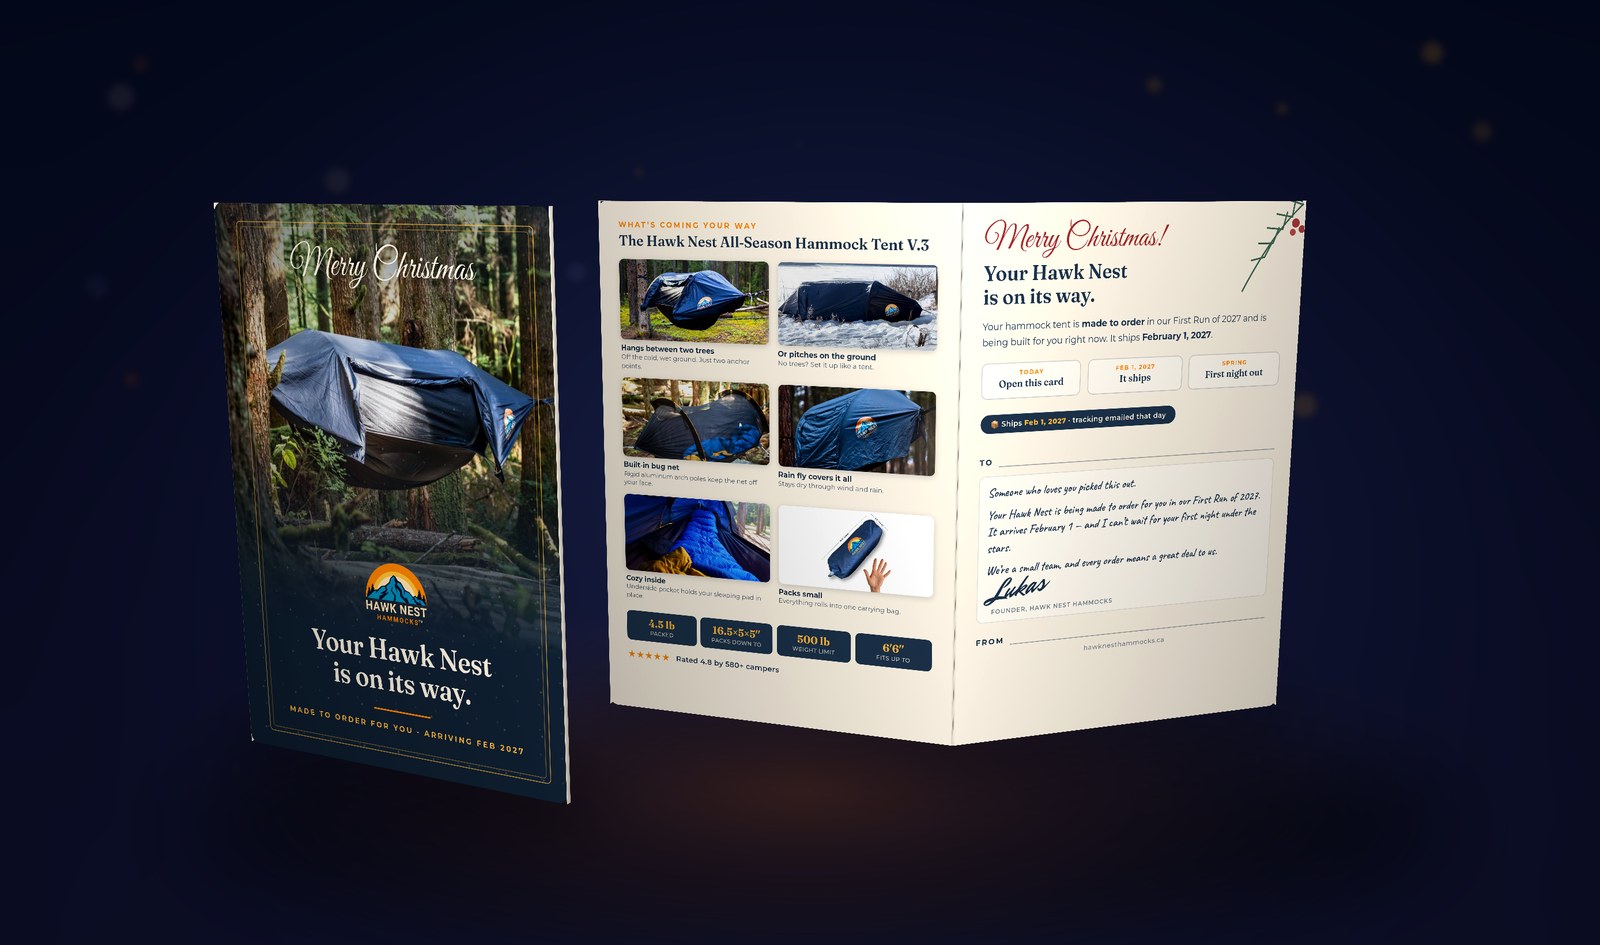 Merry Christmas
HAWK NEST
HAMMOCKS™
Your Hawk Nest
is on its way.
MADE TO ORDER FOR YOU · ARRIVING FEB 2027
WHAT'S COMING YOUR WAY
The Hawk Nest All-Season Hammock Tent V.3
Hangs between two trees
Off the cold, wet ground. Just two anchor
points.
Or pitches on the ground
No trees? Set it up like a tent.
Built-in bug net
Rigid aluminum arch poles keep the net off
your face.
Rain fly covers it all
Stays dry through wind and rain.
Cozy inside
Underside pocket holds your sleeping pad in
place.
Packs small
Everything rolls into one carrying bag.
4.5 lb
PACKED
16.5×5×5″
PACKS DOWN TO
500 lb
WEIGHT LIMIT
6′6″
FITS UP TO
★★★★★ Rated 4.8 by 580+ campers
Merry Christmas!
Your Hawk Nest
is on its way.
Your hammock tent is made to order in our First Run of 2027 and is
being built for you right now. It ships February 1, 2027.
TODAY
Open this card
FEB 1, 2027
It ships
SPRING
First night out
📦 Ships Feb 1, 2027 · tracking emailed that day
TO
Someone who loves you picked this out.
Your Hawk Nest is being made to order for you in our First Run of 2027.
It arrives February 1 — and I can't wait for your first night under the
stars.
We're a small team, and every order means a great deal to us.
Lukas
FOUNDER, HAWK NEST HAMMOCKS
FROM
hawknesthammocks.ca